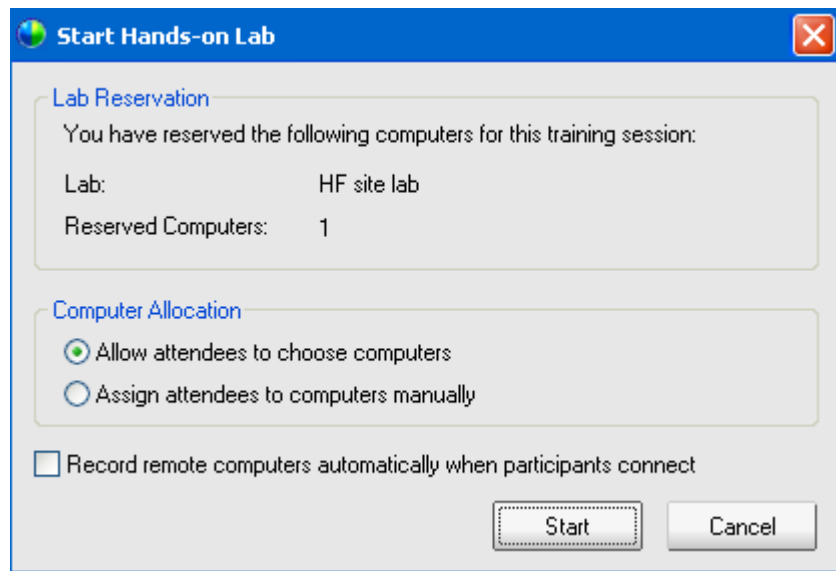 Start Hands-on Lab
Lab Reservation
You have reserved the following computers for this training session:
Lab: HF site lab
Reserved Computers: 1
Computer Allocation
Allow attendees to choose computers
Assign attendees to computers manually
Record remote computers automatically when participants connect
Start Cancel